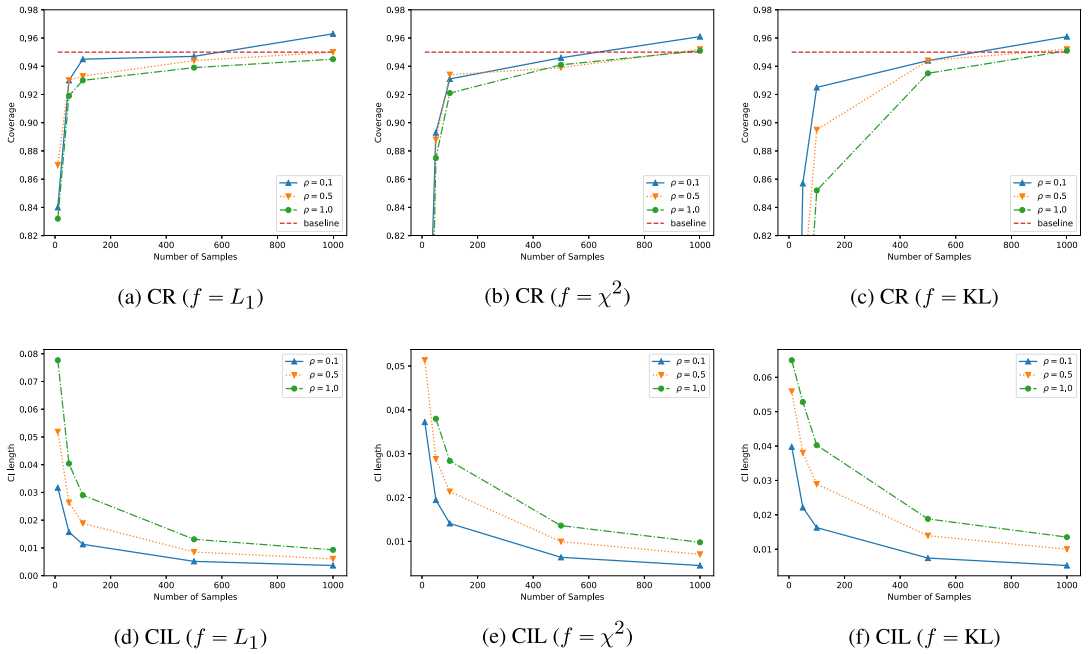 0.96
0.94
0.92
0.90
0.88
0.86
0.84
0.82
Coverage
ρ = 0.1
ρ = 0.5
ρ = 1.0
baseline
0 200 400 600 800 1000
Number of Samples
(a) CR (f = L₁)
0.96
0.94
0.92
0.90
0.88
0.86
0.84
0.82
Coverage
ρ = 0.1
ρ = 0.5
ρ = 1.0
baseline
0 200 400 600 800 1000
Number of Samples
(b) CR (f = χ²)
0.96
0.94
0.92
0.90
0.88
0.86
0.84
0.82
Coverage
ρ = 0.1
ρ = 0.5
ρ = 1.0
baseline
0 200 400 600 800 1000
Number of Samples
(c) CR (f = KL)
0.08
0.07
0.06
0.05
0.04
0.03
0.02
0.01
0.00
CI length
ρ = 0.1
ρ = 0.5
ρ = 1.0
0 200 400 600 800 1000
Number of Samples
(d) CIL (f = L₁)
0.05
0.04
0.03
0.02
0.01
CI length
ρ = 0.1
ρ = 0.5
ρ = 1.0
0 200 400 600 800 1000
Number of Samples
(e) CIL (f = χ²)
0.06
0.05
0.04
0.03
0.02
0.01
CI length
ρ = 0.1
ρ = 0.5
ρ = 1.0
0 200 400 600 800 1000
Number of Samples
(f) CIL (f = KL)